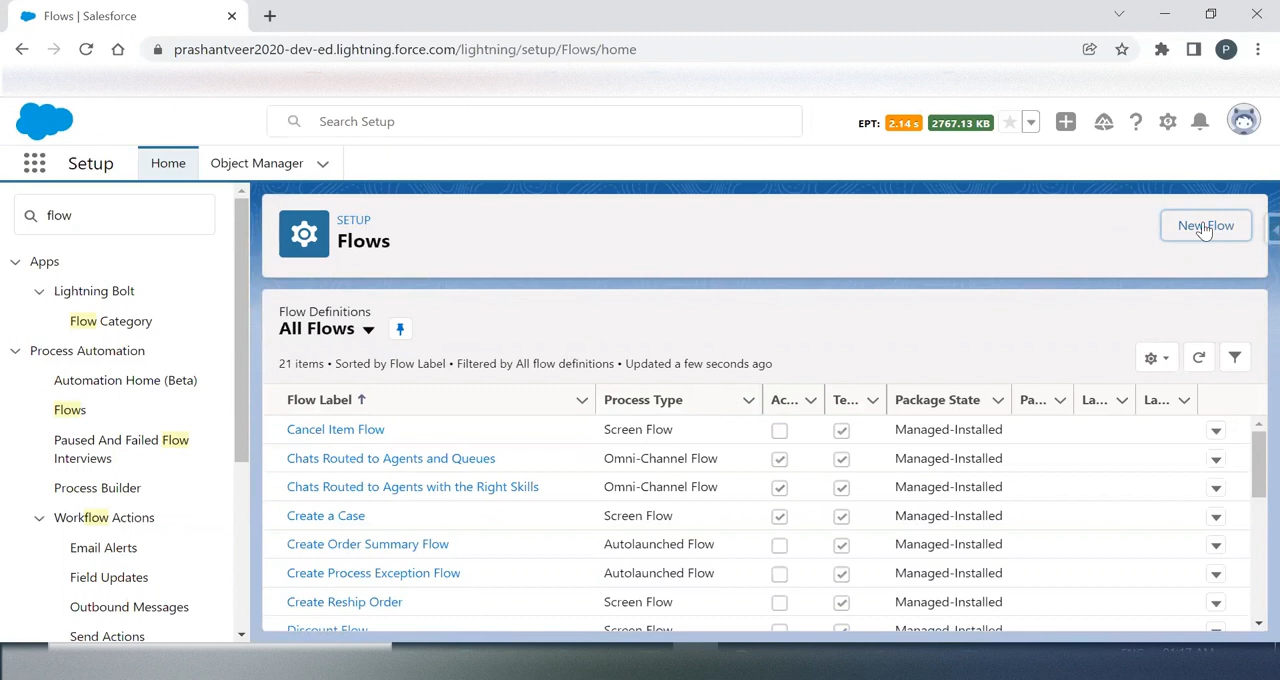 Flows | Salesforce
prashantveer2020-dev-ed.lightning.force.com/lightning/setup/Flows/home
P
Search Setup
EPT: 2.14 s 2767.13 KB
Setup Home Object Manager
flow
Apps
Lightning Bolt
Flow Category
Process Automation
Automation Home (Beta)
Flows
Paused And Failed Flow
Interviews
Process Builder
Workflow Actions
Email Alerts
Field Updates
Outbound Messages
Send Actions
SETUP
Flows
New Flow
Flow Definitions
All Flows
21 items • Sorted by Flow Label • Filtered by All flow definitions • Updated a few seconds ago
Flow Label Process Type Ac... Te... Package State Pa... La... La...
Cancel Item Flow Screen Flow Managed-Installed
Chats Routed to Agents and Queues Omni-Channel Flow Managed-Installed
Chats Routed to Agents with the Right Skills Omni-Channel Flow Managed-Installed
Create a Case Screen Flow Managed-Installed
Create Order Summary Flow Autolaunched Flow Managed-Installed
Create Process Exception Flow Autolaunched Flow Managed-Installed
Create Reship Order Screen Flow Managed-Installed
Discount Flow Screen Flow Managed-Installed